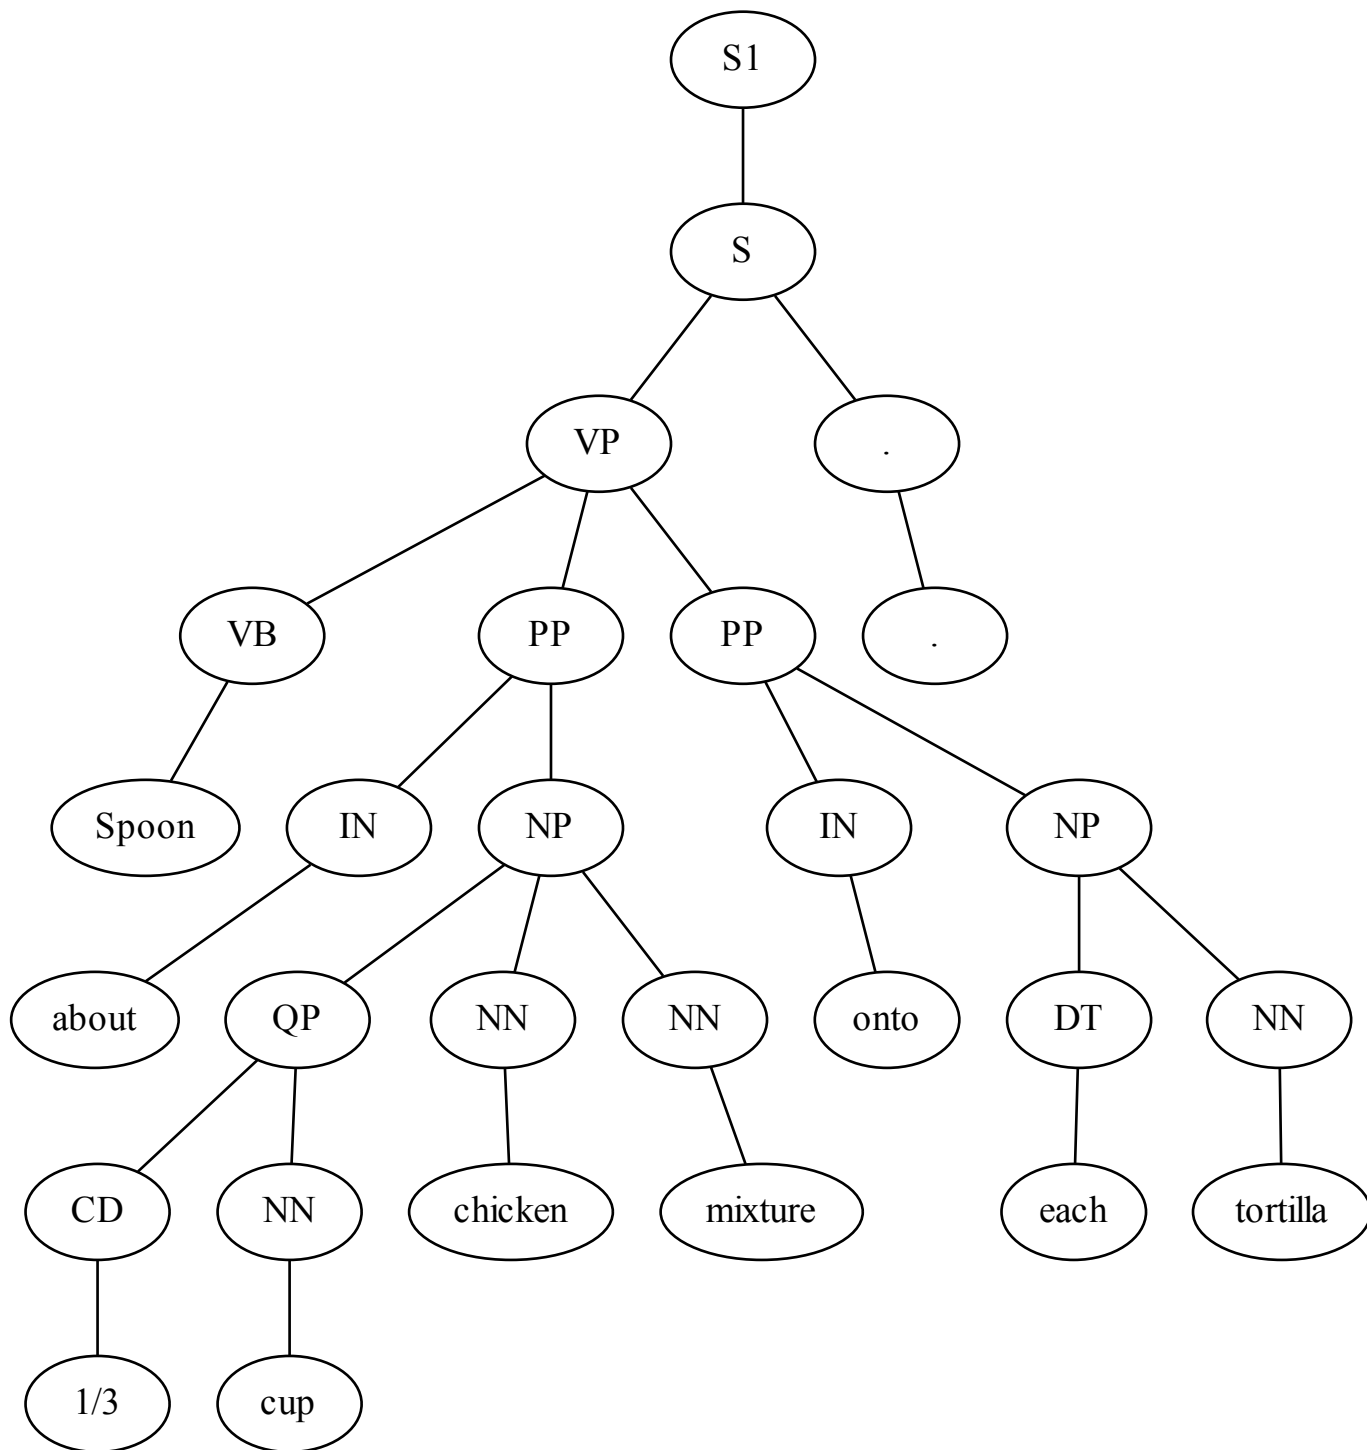 S1
S
VP .
VB PP PP .
Spoon IN NP IN NP
about QP NN NN onto DT NN
CD NN chicken mixture each tortilla
1/3 cup